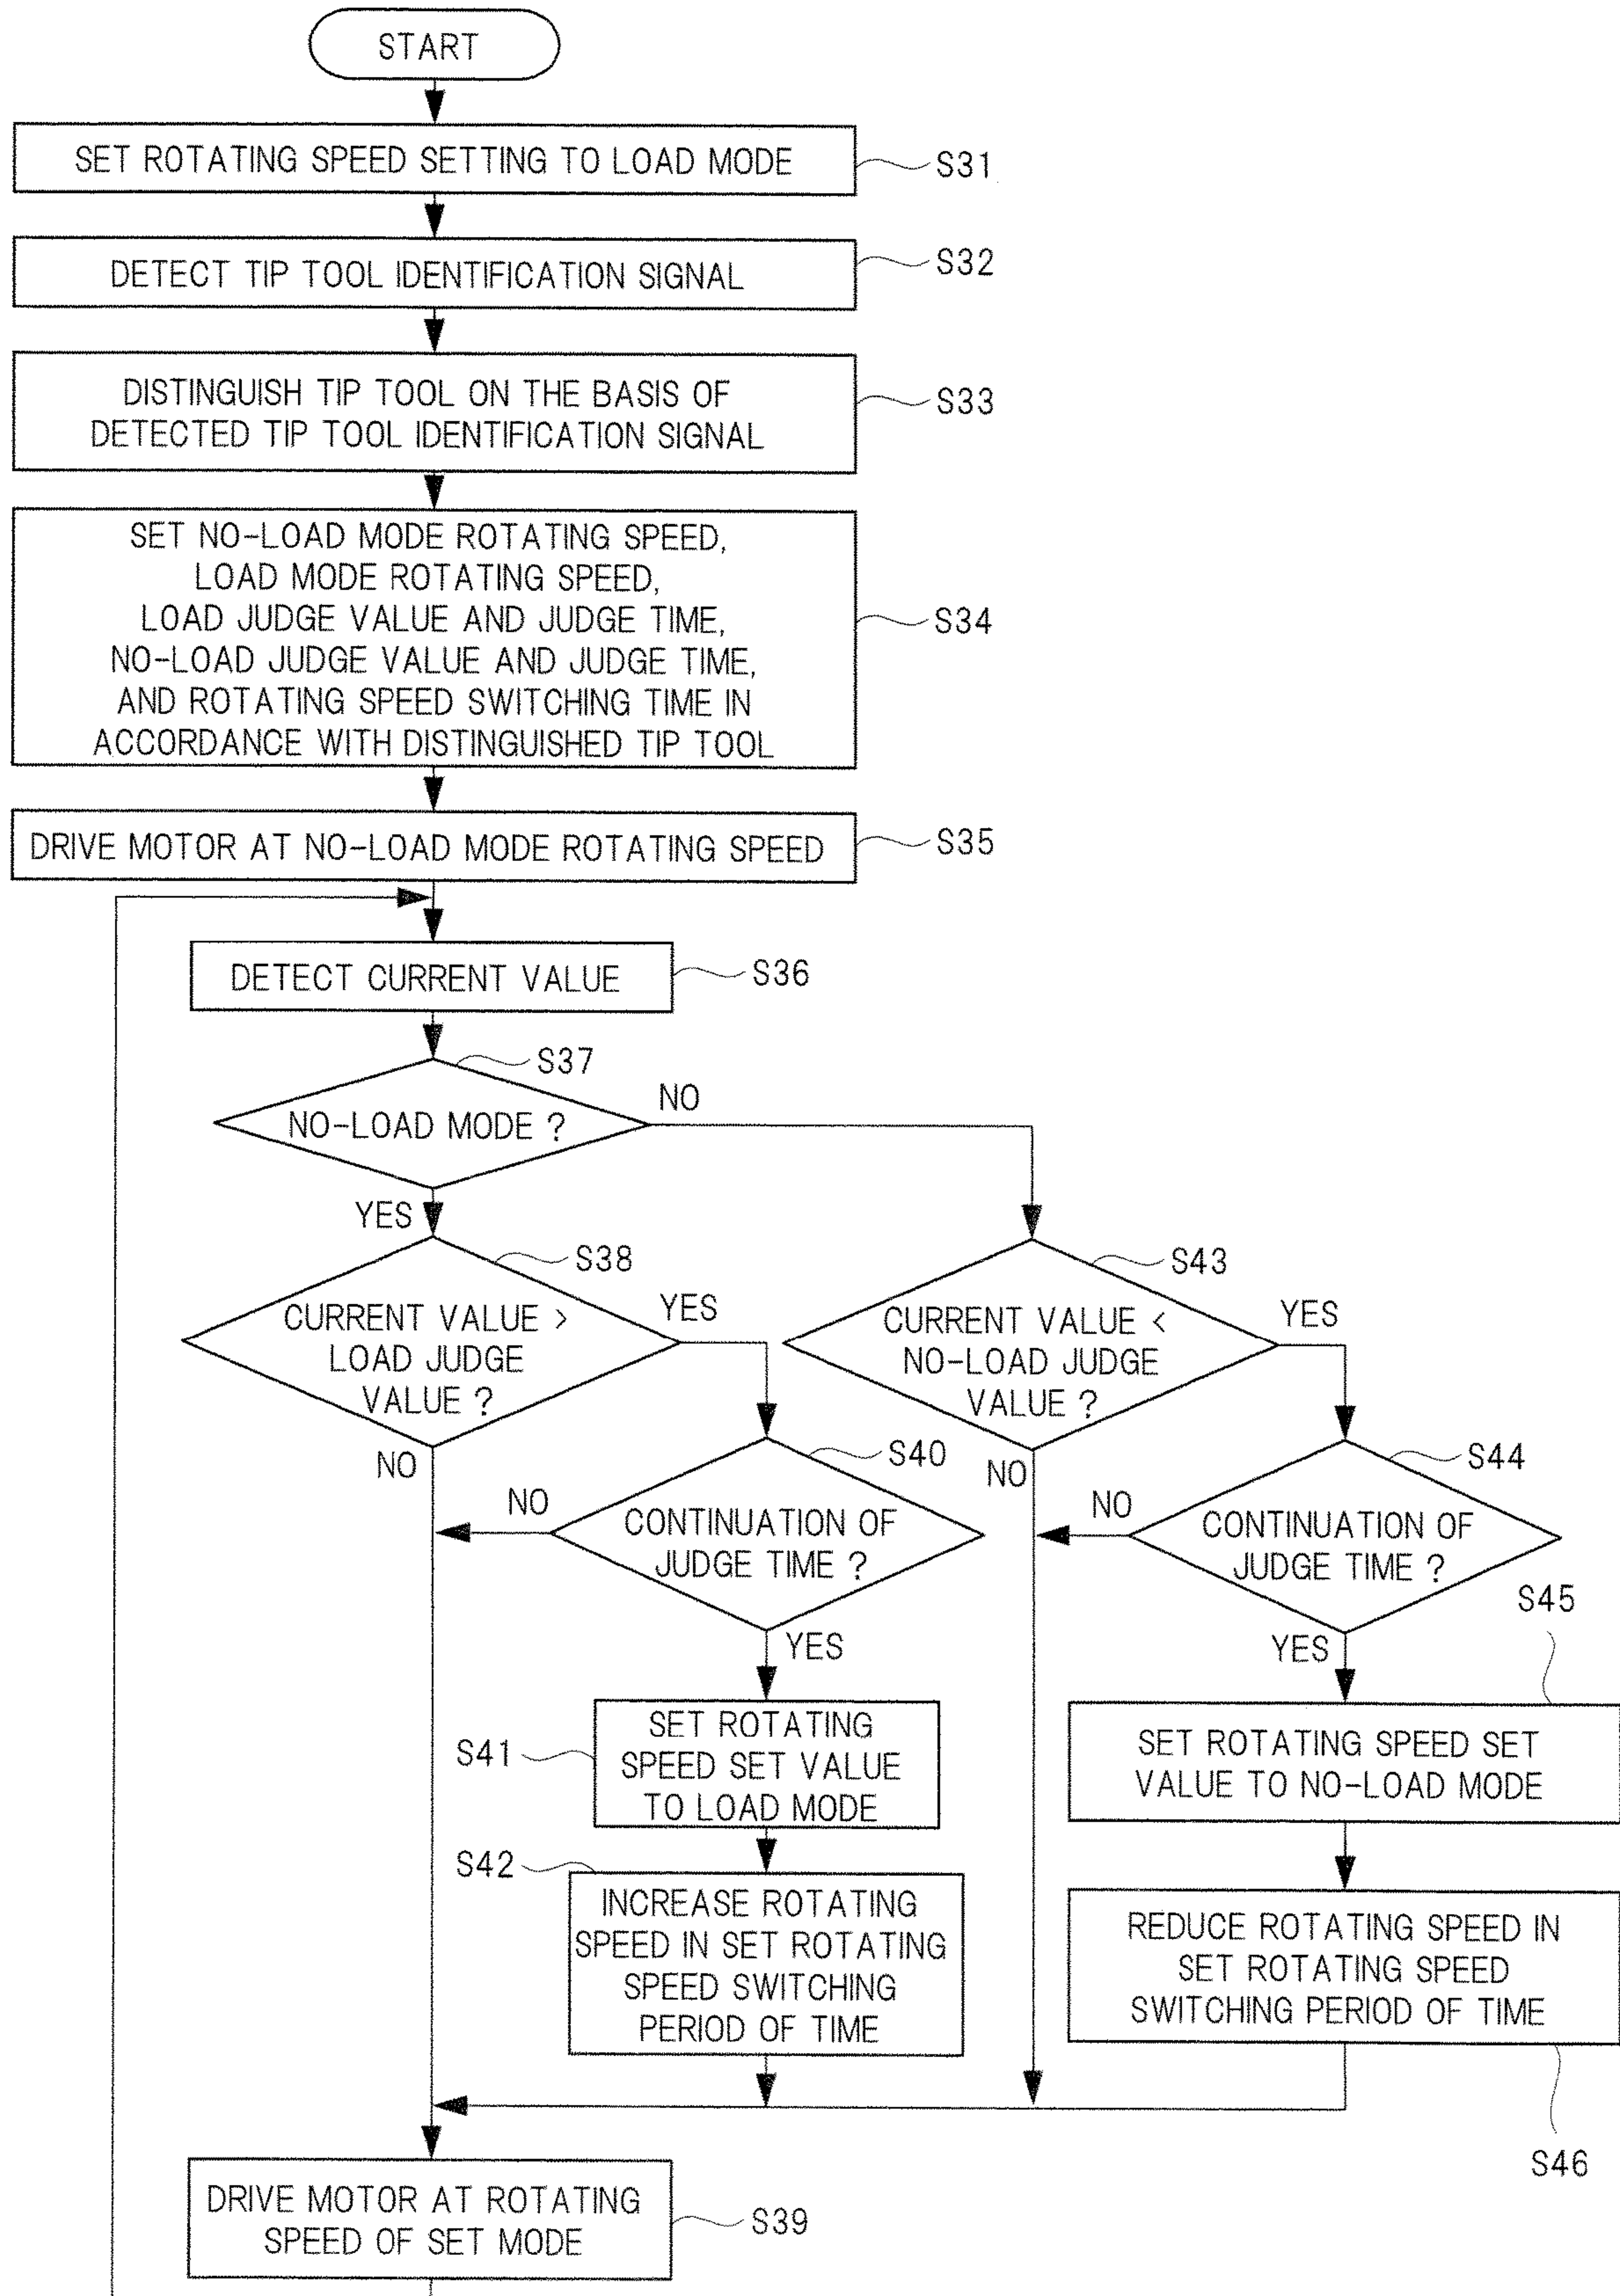 START
SET ROTATING SPEED SETTING TO LOAD MODE
S31
DETECT TIP TOOL IDENTIFICATION SIGNAL
S32
DISTINGUISH TIP TOOL ON THE BASIS OF
DETECTED TIP TOOL IDENTIFICATION SIGNAL
S33
SET NO-LOAD MODE ROTATING SPEED,
LOAD MODE ROTATING SPEED,
LOAD JUDGE VALUE AND JUDGE TIME,
NO-LOAD JUDGE VALUE AND JUDGE TIME,
AND ROTATING SPEED SWITCHING TIME IN
ACCORDANCE WITH DISTINGUISHED TIP TOOL
S34
DRIVE MOTOR AT NO-LOAD MODE ROTATING SPEED
S35
DETECT CURRENT VALUE
S36
S37
NO-LOAD MODE ?
NO
YES
S38
CURRENT VALUE >
LOAD JUDGE
VALUE ?
YES
NO
S43
CURRENT VALUE <
NO-LOAD JUDGE
VALUE ?
YES
NO
S40
CONTINUATION OF
JUDGE TIME ?
NO
YES
S44
CONTINUATION OF
JUDGE TIME ?
NO
YES
S41
SET ROTATING
SPEED SET VALUE
TO LOAD MODE
S45
SET ROTATING SPEED SET
VALUE TO NO-LOAD MODE
S42
INCREASE ROTATING
SPEED IN SET ROTATING
SPEED SWITCHING
PERIOD OF TIME
REDUCE ROTATING SPEED IN
SET ROTATING SPEED
SWITCHING PERIOD OF TIME
S46
DRIVE MOTOR AT ROTATING
SPEED OF SET MODE
S39